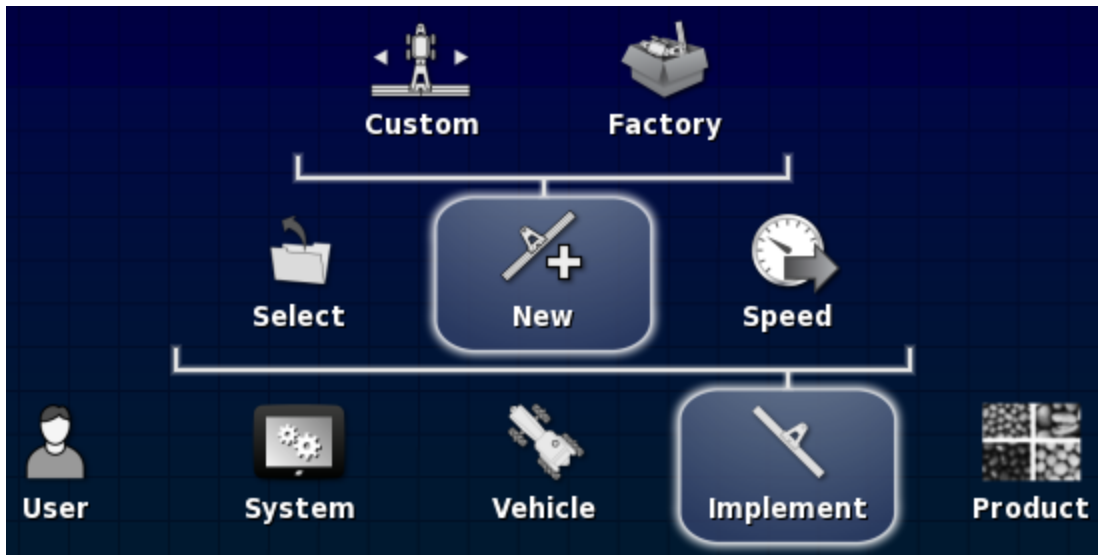 Custom
Factory
Select
New
Speed
User
System
Vehicle
Implement
Product